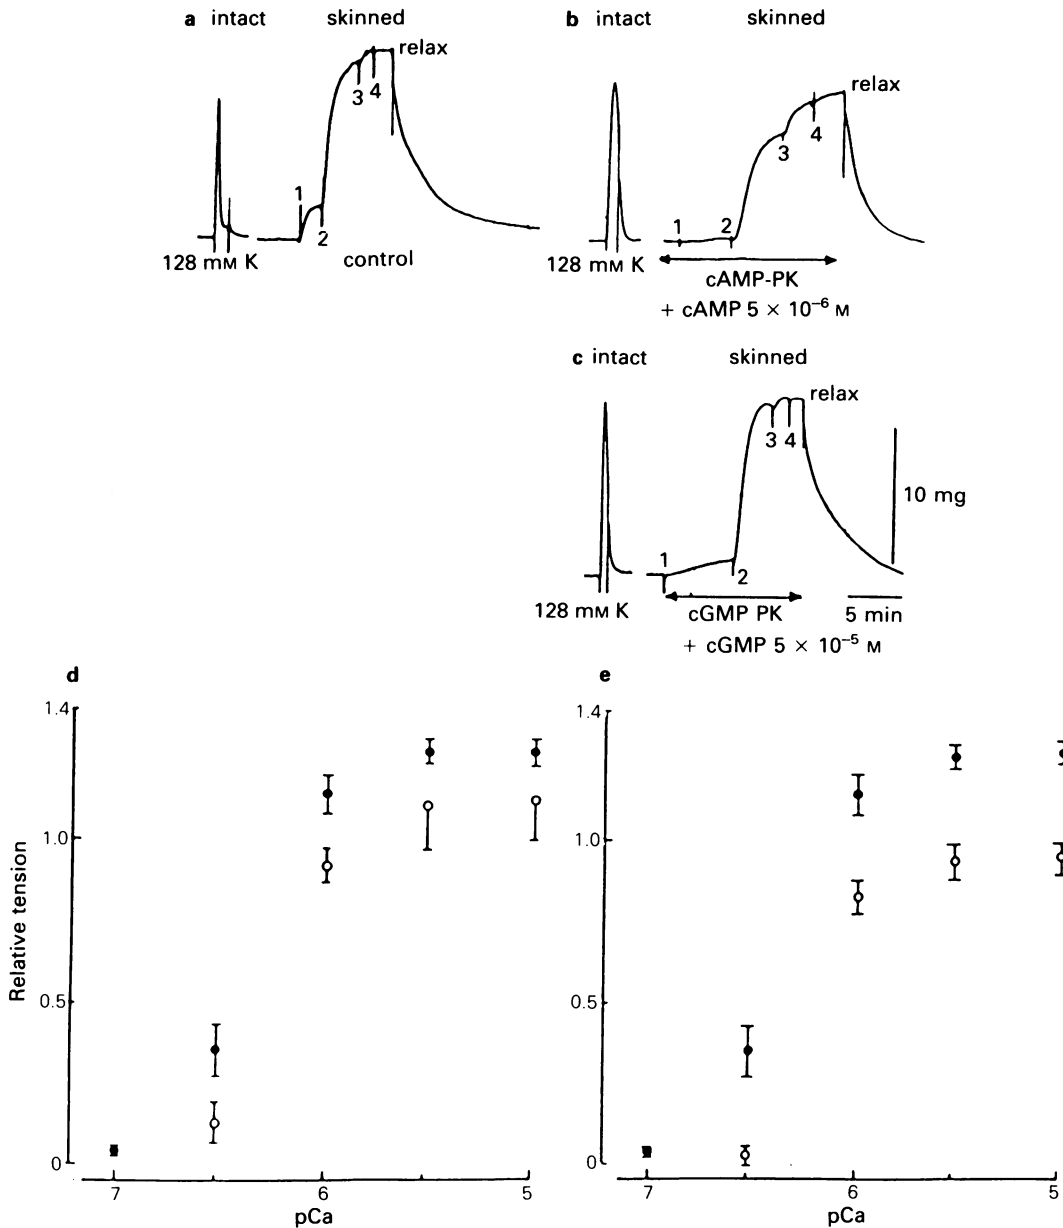 a intact skinned
relax
3 4
1
2
128 mM K
control
b intact skinned
relax
3 4
1 2
128 mM K
cAMP-PK
+ cAMP 5 × 10⁻⁶ M
c intact skinned
relax
3 4
1
2
10 mg
128 mM K
cGMP PK
+ cGMP 5 × 10⁻⁵ M
5 min
d
1.4
1.0
0.5
0
Relative tension
7 6 5
pCa
e
1.4
1.0
0.5
0
7 6 5
pCa